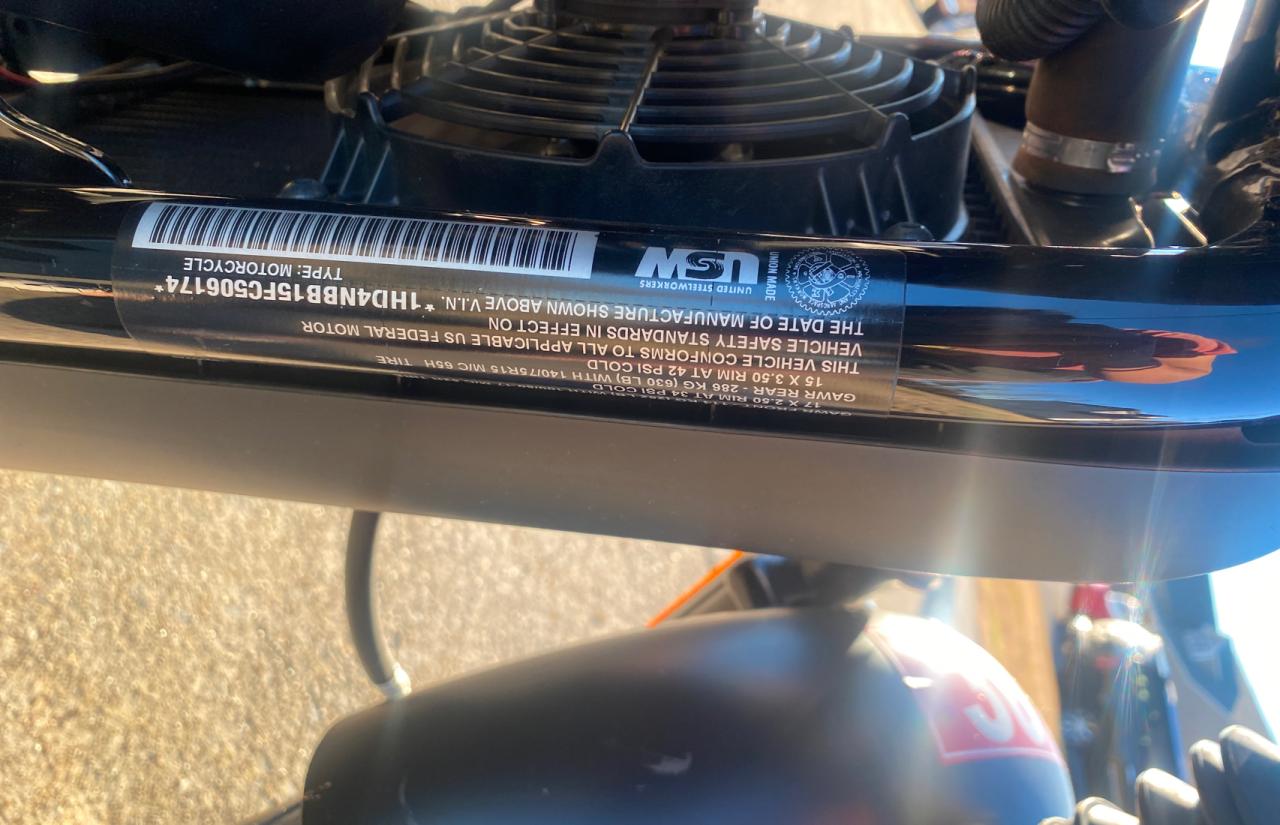 17 X 2.50 RIM AT 34 PSI COLD
GAWR REAR - 286 KG (630 LB) WITH 140/75R15 M/C 65H TIRE
15 X 3.50 RIM AT 42 PSI COLD
THIS VEHICLE CONFORMS TO ALL APPLICABLE US FEDERAL MOTOR
VEHICLE SAFETY STANDARDS IN EFFECT ON
THE DATE OF MANUFACTURE SHOWN ABOVE V.I.N.
*1HD4NBB15FC506174*
TYPE: MOTORCYCLE
UNION MADE
UNITED STEELWORKERS
USW